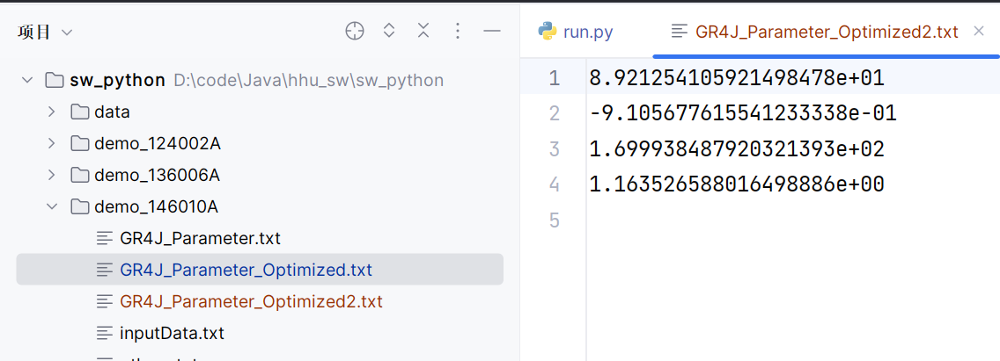 项目
sw_python D:\code\Java\hhu_sw\sw_python
data
demo_124002A
demo_136006A
demo_146010A
GR4J_Parameter.txt
GR4J_Parameter_Optimized.txt
GR4J_Parameter_Optimized2.txt
inputData.txt
run.py
GR4J_Parameter_Optimized2.txt
1 8.921254105921498478e+01
2 -9.105677615541233338e-01
3 1.699938487920321393e+02
4 1.163526588016498886e+00
5